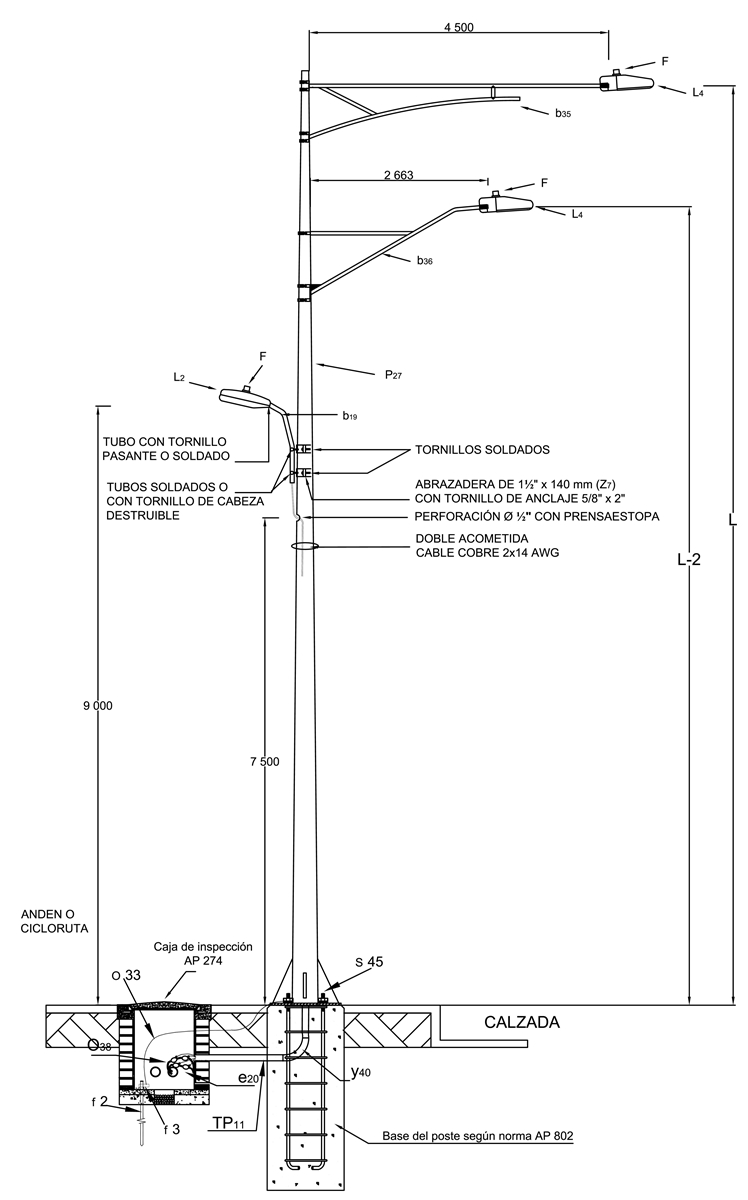 4 500
F
L4
b35
2 663
F
L4
b36
P27
F
L2
b19
TUBO CON TORNILLO
PASANTE O SOLDADO
TORNILLOS SOLDADOS
TUBOS SOLDADOS O
CON TORNILLO DE CABEZA
DESTRUIBLE
ABRAZADERA DE 1½" x 140 mm (Z7)
CON TORNILLO DE ANCLAJE 5/8" x 2"
PERFORACIÓN Ø ½" CON PRENSAESTOPA
DOBLE ACOMETIDA
CABLE COBRE 2x14 AWG
L
L-2
9 000
7 500
ANDEN O
CICLORUTA
Caja de inspección
AP 274
O 33
S 45
CALZADA
O38
e20
y40
f 2
f 3
TP11
Base del poste según norma AP 802